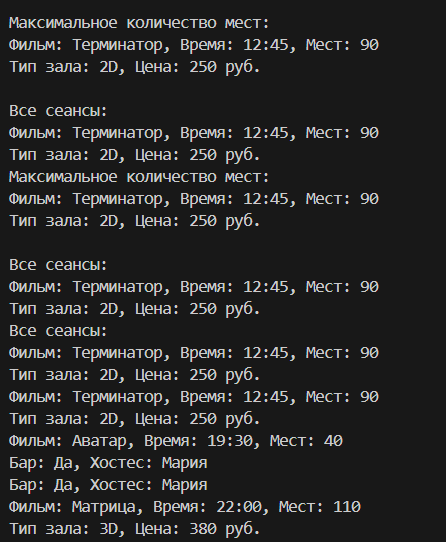 Максимальное количество мест:
Фильм: Терминатор, Время: 12:45, Мест: 90
Тип зала: 2D, Цена: 250 руб.
Все сеансы:
Фильм: Терминатор, Время: 12:45, Мест: 90
Тип зала: 2D, Цена: 250 руб.
Максимальное количество мест:
Фильм: Терминатор, Время: 12:45, Мест: 90
Тип зала: 2D, Цена: 250 руб.
Все сеансы:
Фильм: Терминатор, Время: 12:45, Мест: 90
Тип зала: 2D, Цена: 250 руб.
Все сеансы:
Фильм: Терминатор, Время: 12:45, Мест: 90
Тип зала: 2D, Цена: 250 руб.
Фильм: Терминатор, Время: 12:45, Мест: 90
Тип зала: 2D, Цена: 250 руб.
Фильм: Аватар, Время: 19:30, Мест: 40
Бар: Да, Хостес: Мария
Бар: Да, Хостес: Мария
Фильм: Матрица, Время: 22:00, Мест: 110
Тип зала: 3D, Цена: 380 руб.